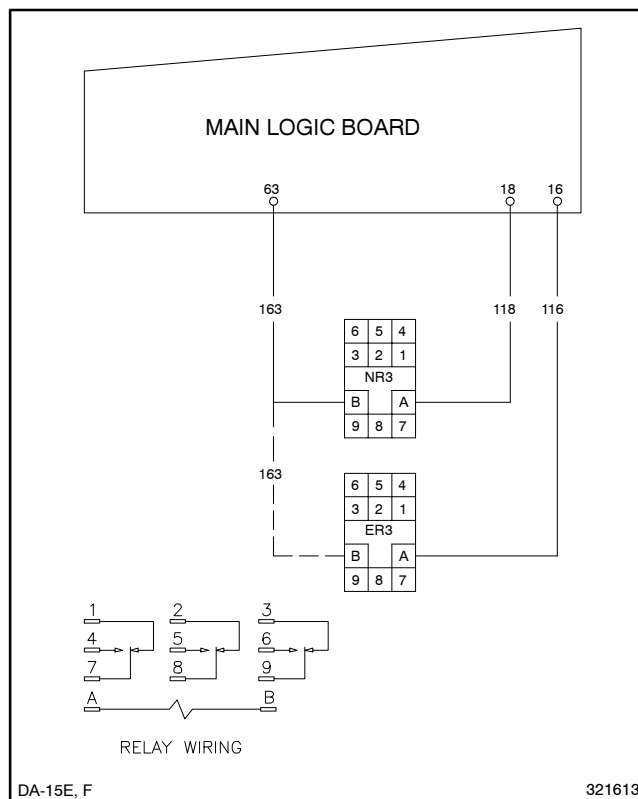 MAIN LOGIC BOARD
63 18 16
163 118 116
6 5 4
3 2 1
NR3
B A
9 8 7
163
6 5 4
3 2 1
ER3
B A
9 8 7
1 2 3
4 5 6
7 8 9
A B
RELAY WIRING
DA-15E, F 321613